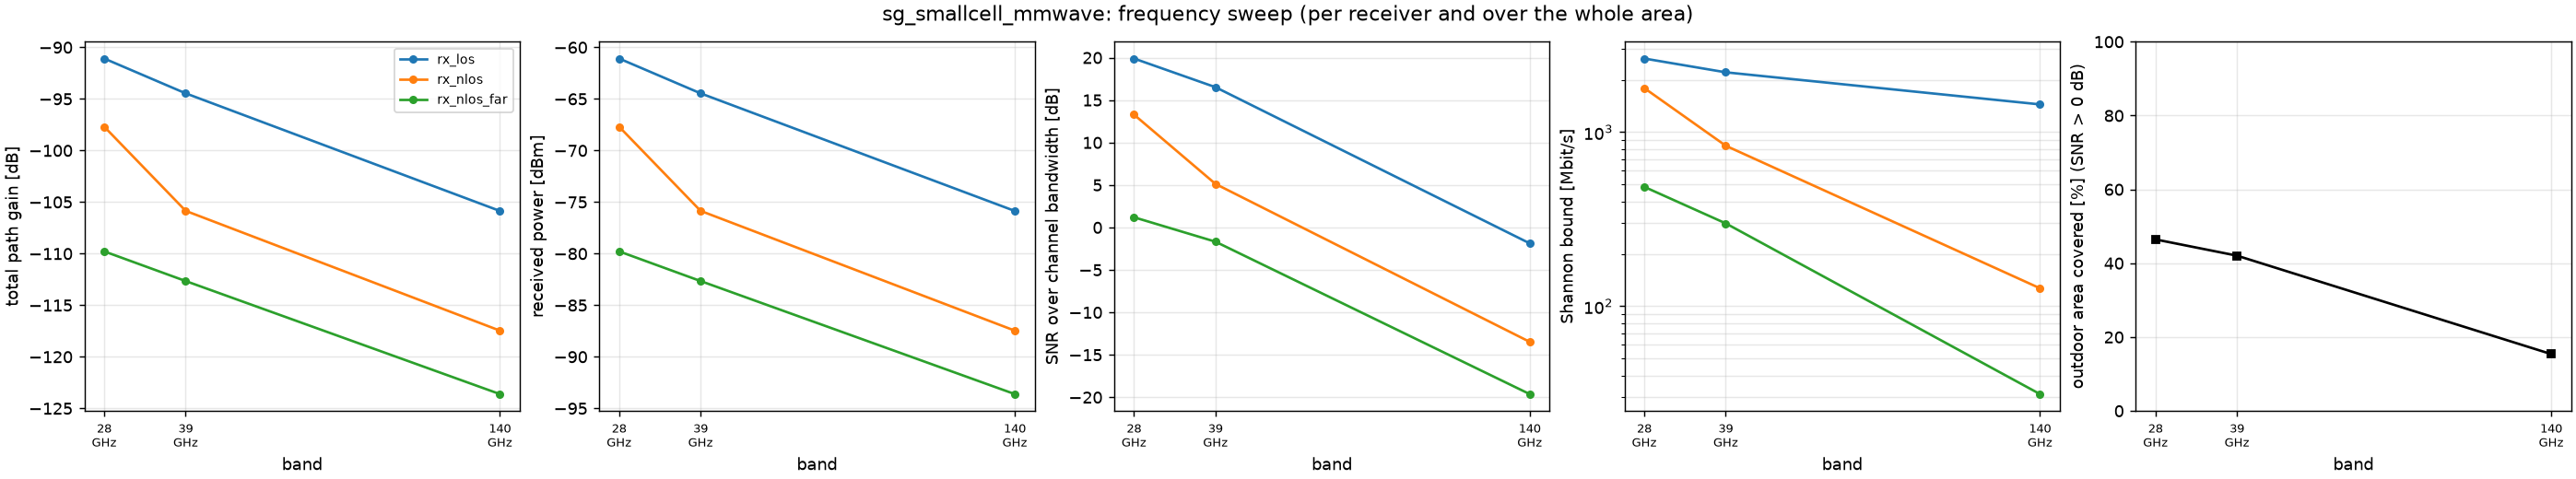 sg_smallcell_mmwave: frequency sweep (per receiver and over the whole area)
total path gain [dB]
−90
−95
−100
−105
−110
−115
−120
−125
rx_los
rx_nlos
rx_nlos_far
28
GHz
39
GHz
140
GHz
band
received power [dBm]
−60
−65
−70
−75
−80
−85
−90
−95
28
GHz
39
GHz
140
GHz
band
SNR over channel bandwidth [dB]
20
15
10
5
0
−5
−10
−15
−20
28
GHz
39
GHz
140
GHz
band
Shannon bound [Mbit/s]
10³
10²
28
GHz
39
GHz
140
GHz
band
outdoor area covered [%] (SNR > 0 dB)
100
80
60
40
20
0
28
GHz
39
GHz
140
GHz
band